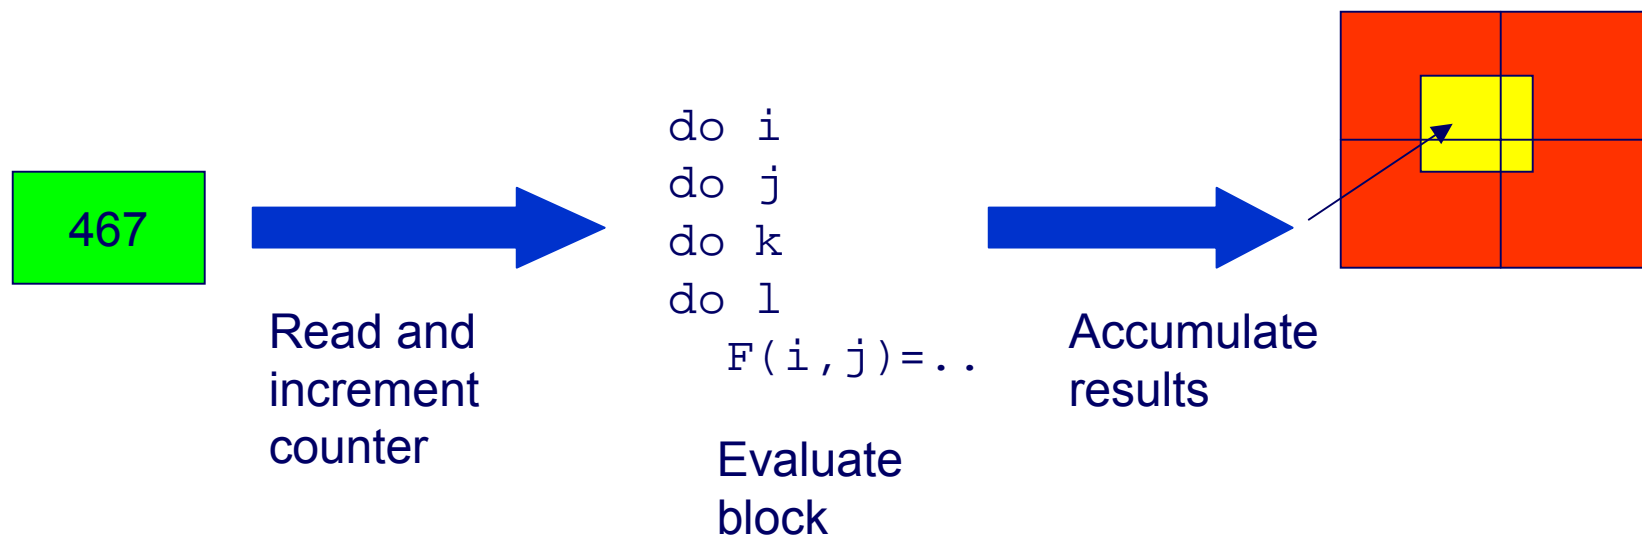 467
Read and
increment
counter
do i
do j
do k
do l
F(i,j)=..
Evaluate
block
Accumulate
results